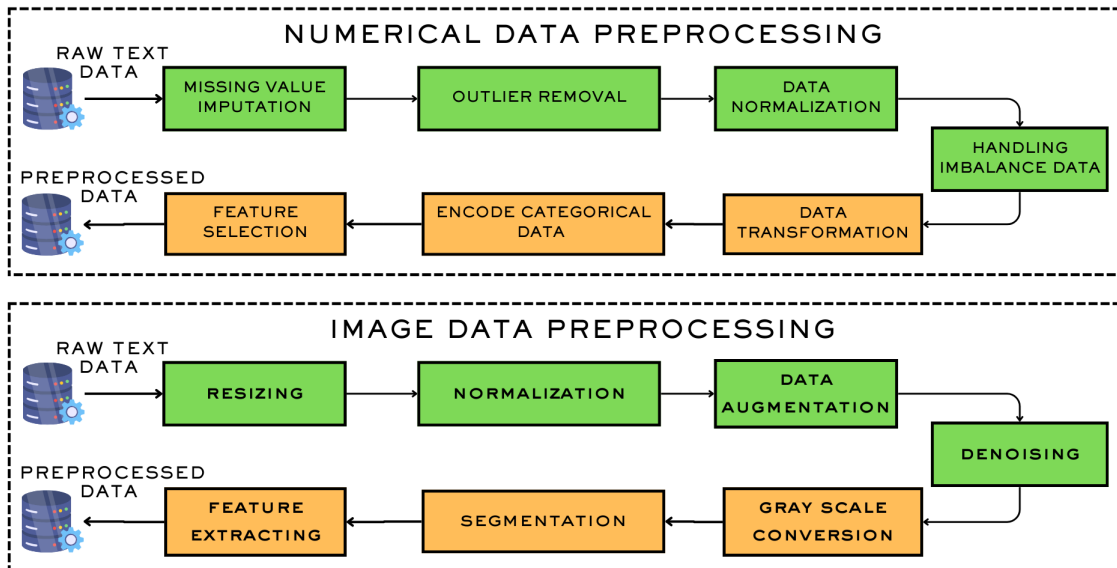 NUMERICAL DATA PREPROCESSING
RAW TEXT
DATA
MISSING VALUE
IMPUTATION
OUTLIER REMOVAL
DATA
NORMALIZATION
HANDLING
IMBALANCE DATA
DATA
TRANSFORMATION
ENCODE CATEGORICAL
DATA
FEATURE
SELECTION
PREPROCESSED
DATA
IMAGE DATA PREPROCESSING
RAW TEXT
DATA
RESIZING
NORMALIZATION
DATA
AUGMENTATION
DENOISING
GRAY SCALE
CONVERSION
SEGMENTATION
FEATURE
EXTRACTING
PREPROCESSED
DATA